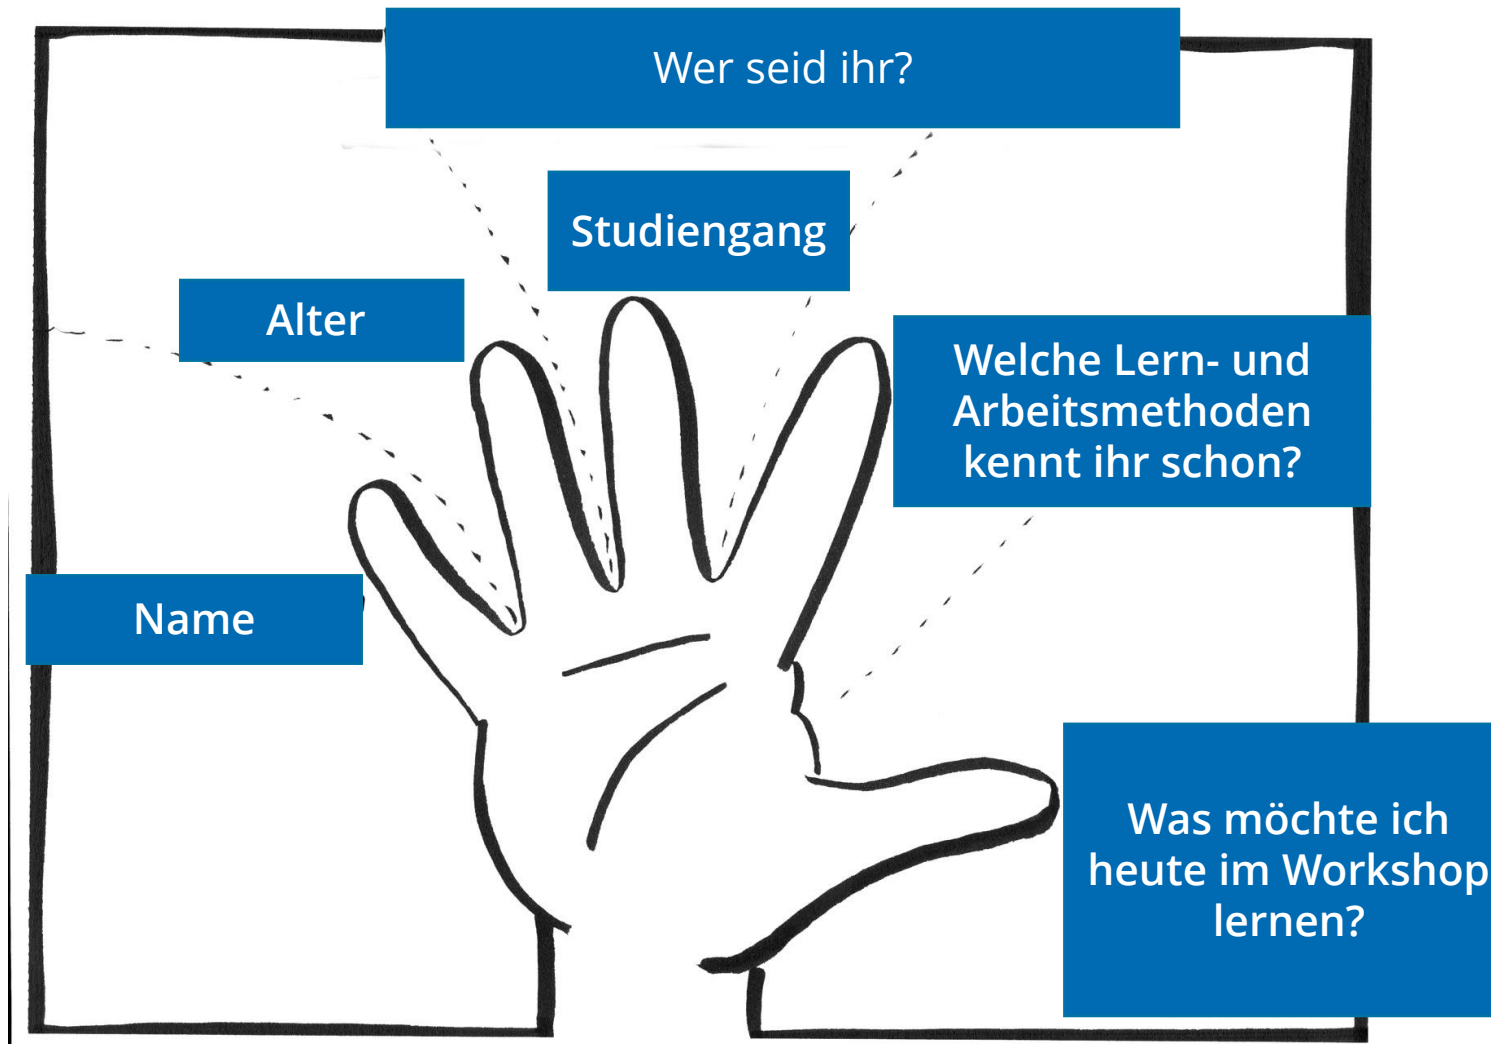 Wer seid ihr?
Studiengang
Alter
Welche Lern- und
Arbeitsmethoden
kennt ihr schon?
Name
Was möchte ich
heute im Workshop
lernen?